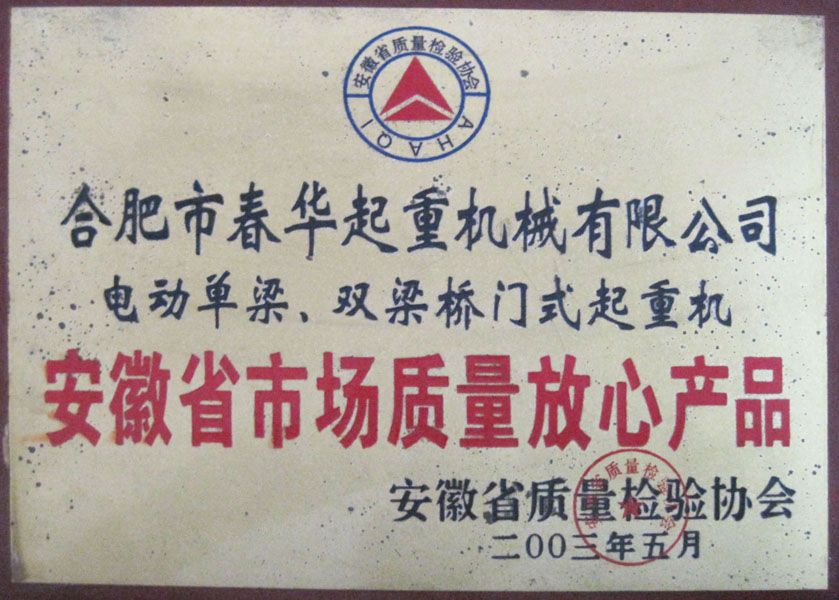 安徽省质量检验协会
AHAQI
合肥市春华起重机械有限公司
电动单梁、双梁桥门式起重机
安徽省市场质量放心产品
安徽省质量检验协会
二00三年五月